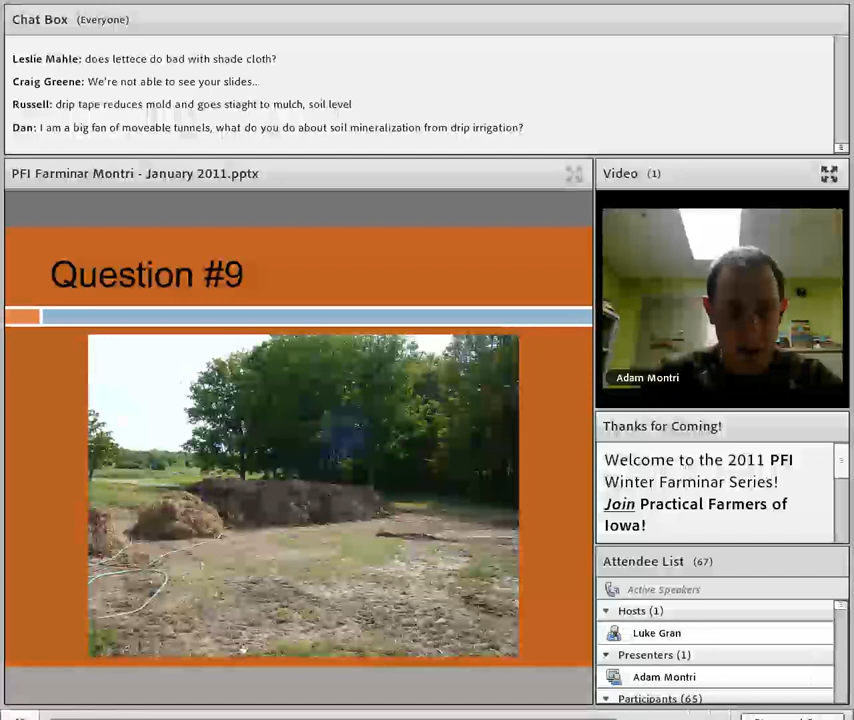 Chat Box (Everyone)
Leslie Mahle: does lettece do bad with shade cloth?
Craig Greene: We're not able to see your slides...
Russell: drip tape reduces mold and goes stiaght to mulch, soil level
Dan: I am a big fan of moveable tunnels, what do you do about soil mineralization from drip irrigation?
PFI Farminar Montri - January 2011.pptx
Question #9
Video (1)
Adam Montri
Thanks for Coming!
Welcome to the 2011 PFI
Winter Farminar Series!
Join Practical Farmers of
Iowa!
Attendee List (67)
Active Speakers
Hosts (1)
Luke Gran
Presenters (1)
Adam Montri
Participants (65)